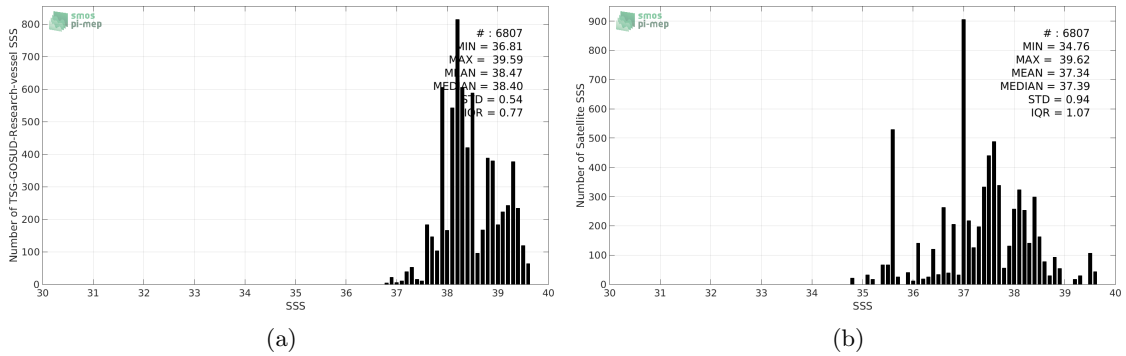 smos
pi-mep
# : 6807
MIN = 36.81
MAX = 39.59
MEAN = 38.47
MEDIAN = 38.40
STD = 0.54
IQR = 0.77
Number of TSG-GOSUD-Research-vessel SSS
800
700
600
500
400
300
200
100
0
30 31 32 33 34 35 36 37 38 39 40
SSS
(a)
smos
pi-mep
# : 6807
MIN = 34.76
MAX = 39.62
MEAN = 37.34
MEDIAN = 37.39
STD = 0.94
IQR = 1.07
Number of Satellite SSS
900
800
700
600
500
400
300
200
100
0
30 31 32 33 34 35 36 37 38 39 40
SSS
(b)